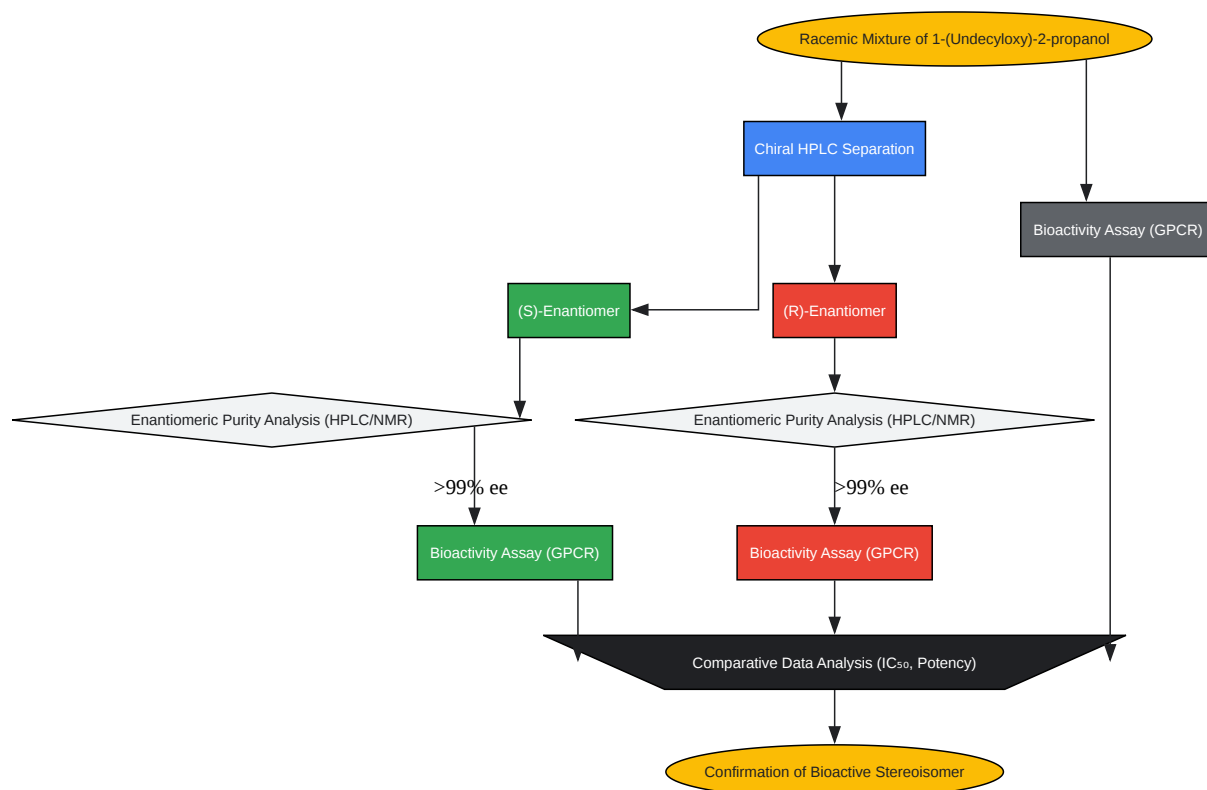 Racemic Mixture of 1-(Undecyloxy)-2-propanol
Chiral HPLC Separation
Bioactivity Assay (GPCR)
(S)-Enantiomer
(R)-Enantiomer
Enantiomeric Purity Analysis (HPLC/NMR)
Enantiomeric Purity Analysis (HPLC/NMR)
>99% ee
>99% ee
Bioactivity Assay (GPCR)
Bioactivity Assay (GPCR)
Comparative Data Analysis (IC₅₀, Potency)
Confirmation of Bioactive Stereoisomer